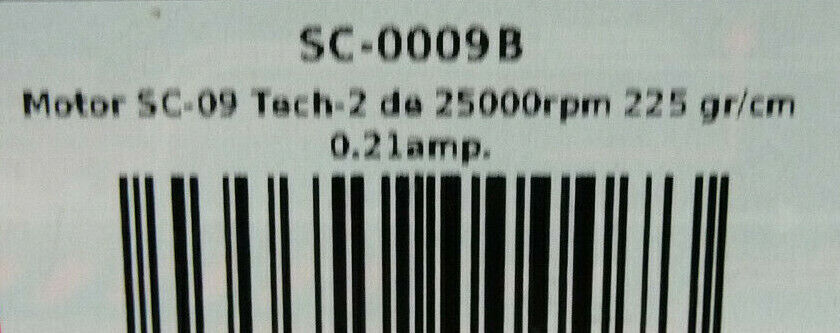 SC-0009B
Motor SC-09 Tech-2 de 25000rpm 225 gr/cm
0.21amp.